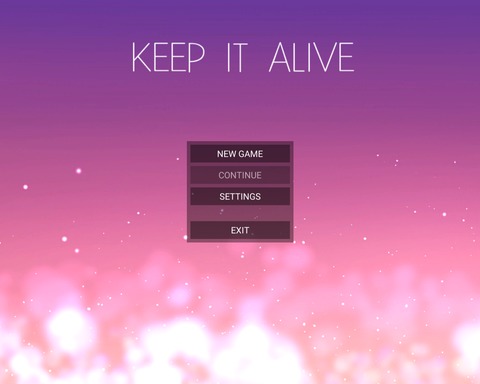 KEEP IT ALIVE
NEW GAME
CONTINUE
SETTINGS
EXIT